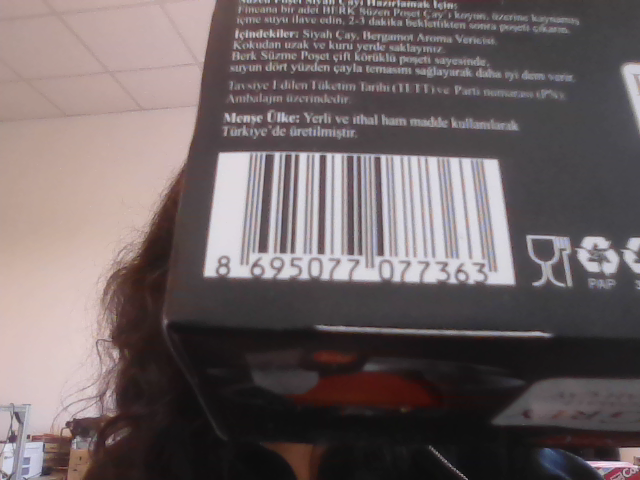 Süzen Poşet Siyah Çayı Hazırlamak İçin:
Fincana bir adet BERK Süzen Poşet Çay'ı koyun, üzerine kaynamış
içme suyu ilave edin, 2-3 dakika beklettikten sonra poşeti çıkarın.
İçindekiler: Siyah Çay, Bergamot Aroma Vericisi.
Kokudan uzak ve kuru yerde saklayınız.
Berk Süzme Poşet çift körüklü poşeti sayesinde,
suyun dört yüzden çayla temasını sağlayarak daha iyi dem verir.
Tavsiye Edilen Tüketim Tarihi (TETT) ve Parti numarası (PN):
Ambalajın üzerindedir.
Menşe Ülke: Yerli ve ithal ham madde kullanılarak
Türkiye'de üretilmiştir.
8 695077 077363
PAP